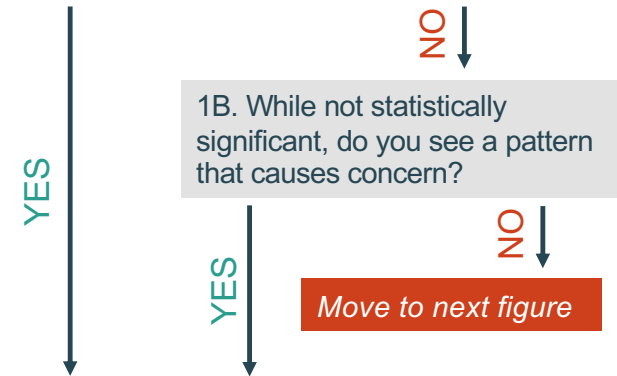 NO
1B. While not statistically
significant, do you see a pattern
that causes concern?
YES
NO
YES
Move to next figure